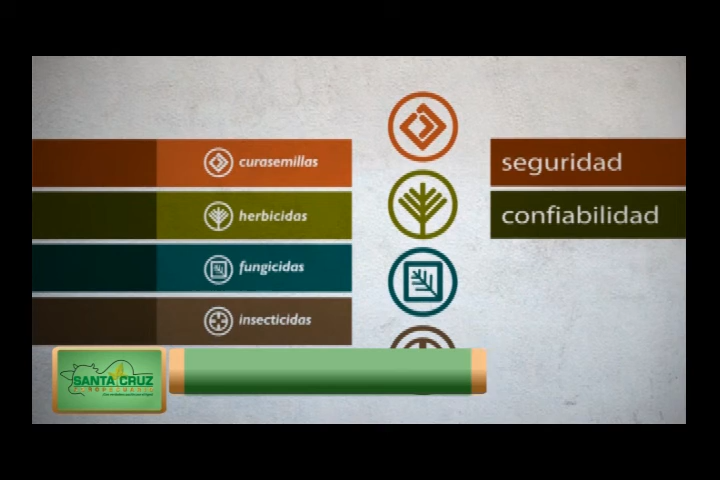 curasemillas
herbicidas
fungicidas
insecticidas
seguridad
confiabilidad
SANTA CRUZ